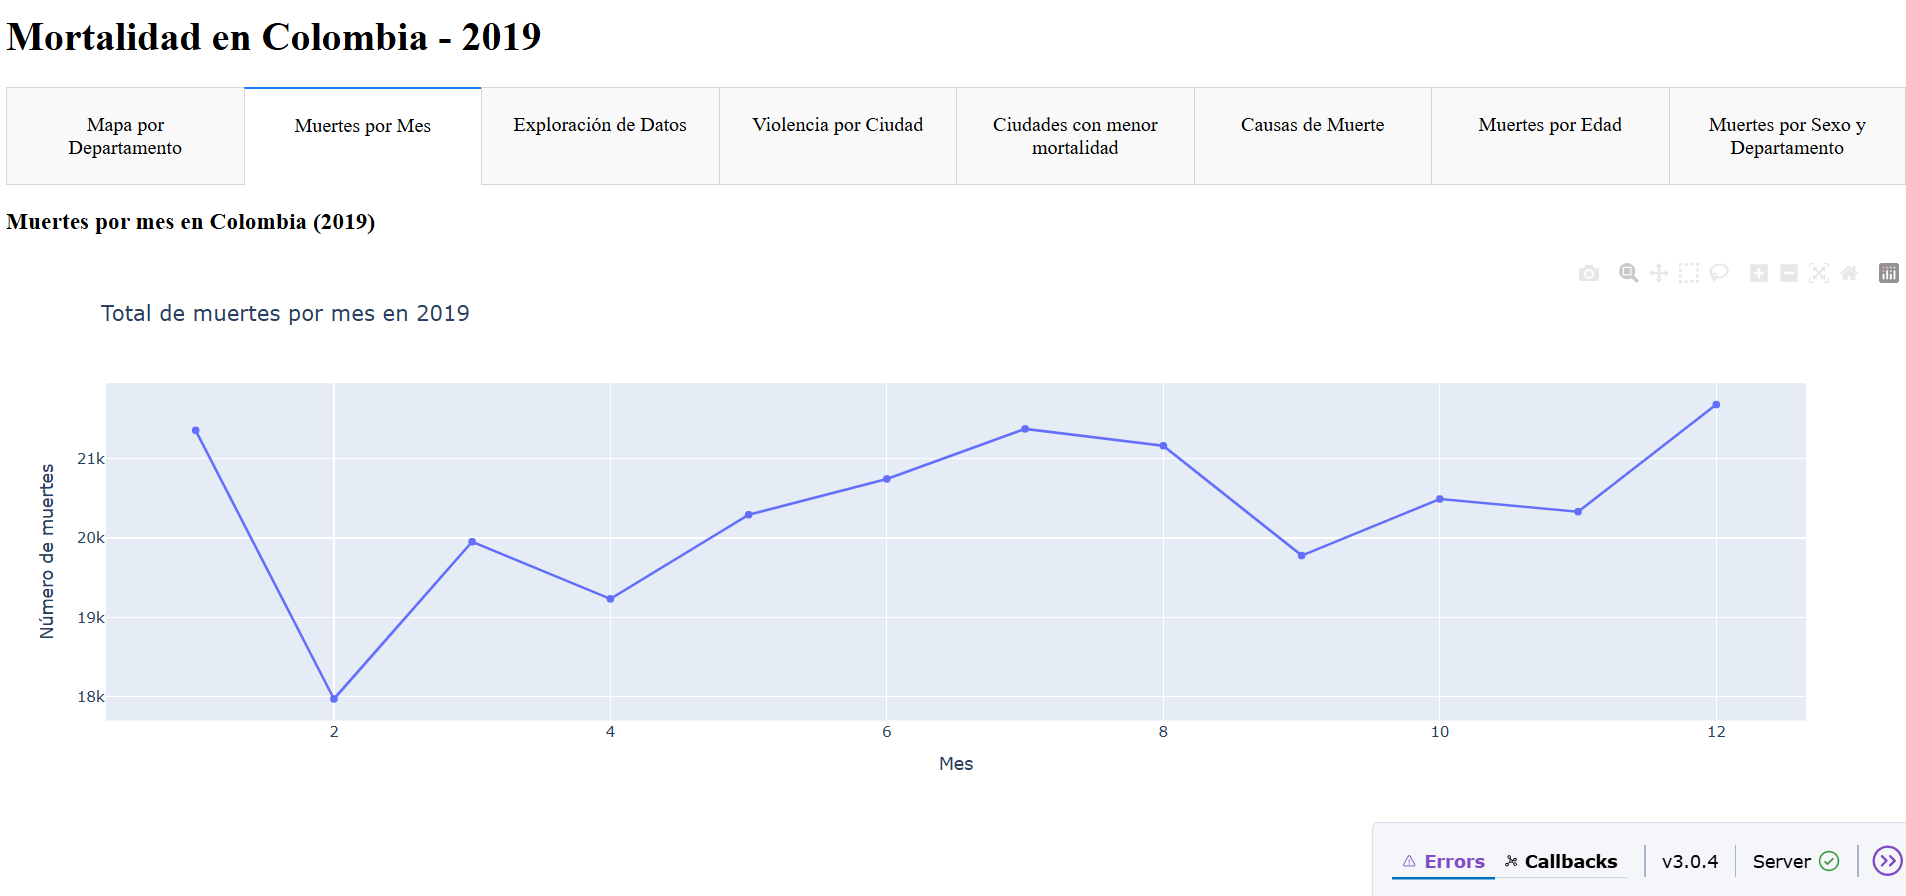 Mortalidad en Colombia - 2019
Mapa por
Departamento
Muertes por Mes
Exploración de Datos
Violencia por Ciudad
Ciudades con menor
mortalidad
Causas de Muerte
Muertes por Edad
Muertes por Sexo y
Departamento
Muertes por mes en Colombia (2019)
Total de muertes por mes en 2019
Número de muertes
21k
20k
19k
18k
2
4
6
8
10
12
Mes
Errors
Callbacks
v3.0.4
Server